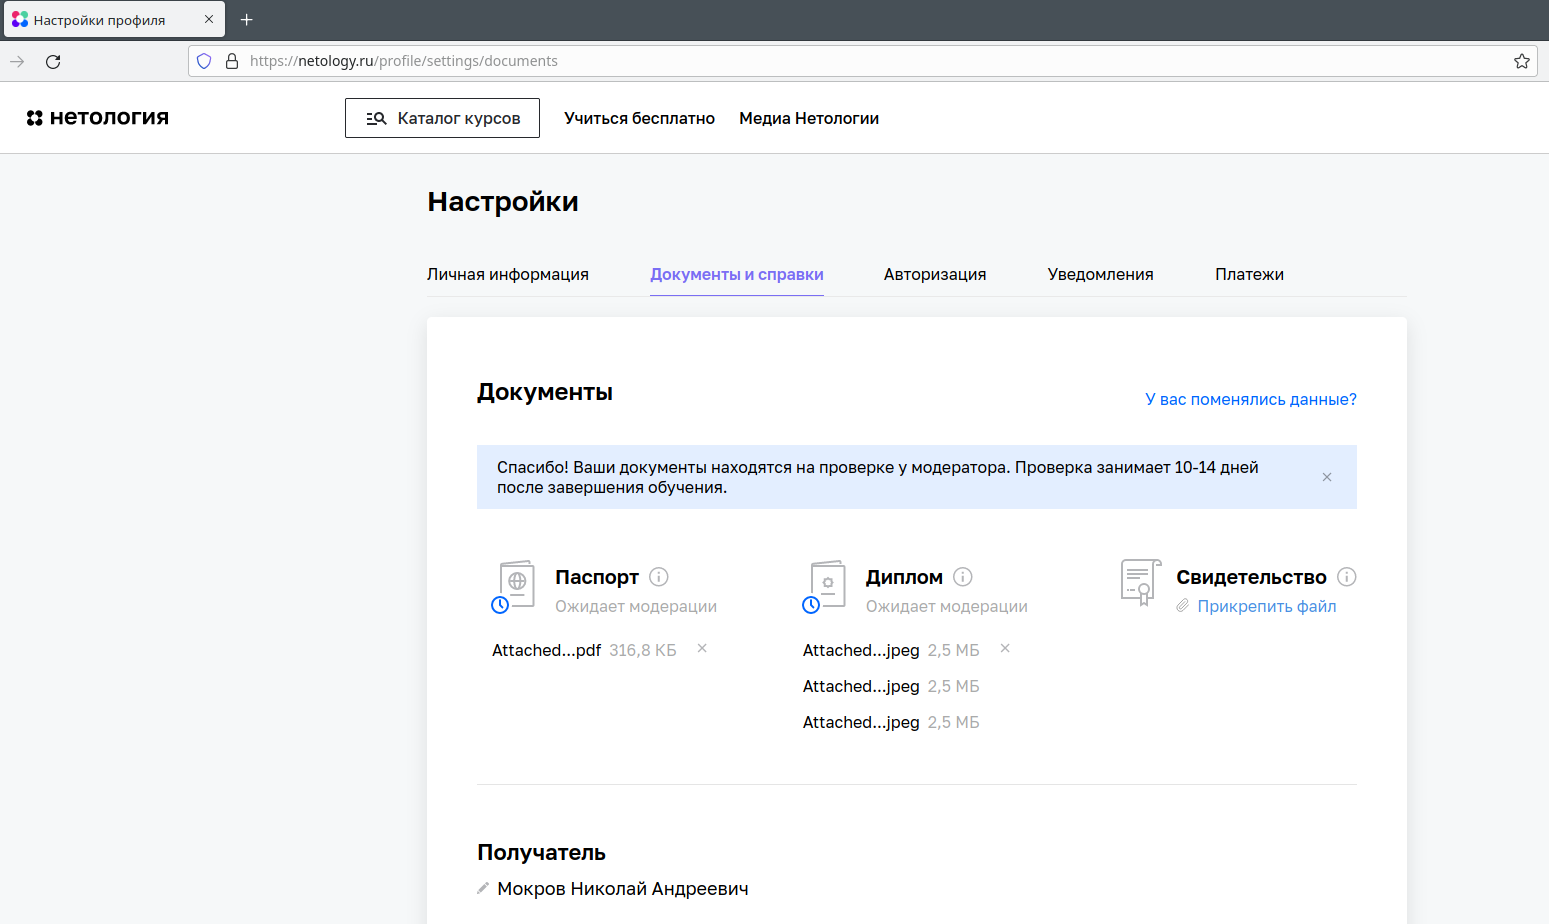 Настройки профиля
https://netology.ru/profile/settings/documents
нетология
Каталог курсов
Учиться бесплатно
Медиа Нетологии
Настройки
Личная информация
Документы и справки
Авторизация
Уведомления
Платежи
Документы
У вас поменялись данные?
Спасибо! Ваши документы находятся на проверке у модератора. Проверка занимает 10-14 дней
после завершения обучения.
Паспорт
Ожидает модерации
Attached...pdf 316,8 КБ
Диплом
Ожидает модерации
Attached...jpeg 2,5 МБ
Attached...jpeg 2,5 МБ
Attached...jpeg 2,5 МБ
Свидетельство
Прикрепить файл
Получатель
Мокров Николай Андреевич